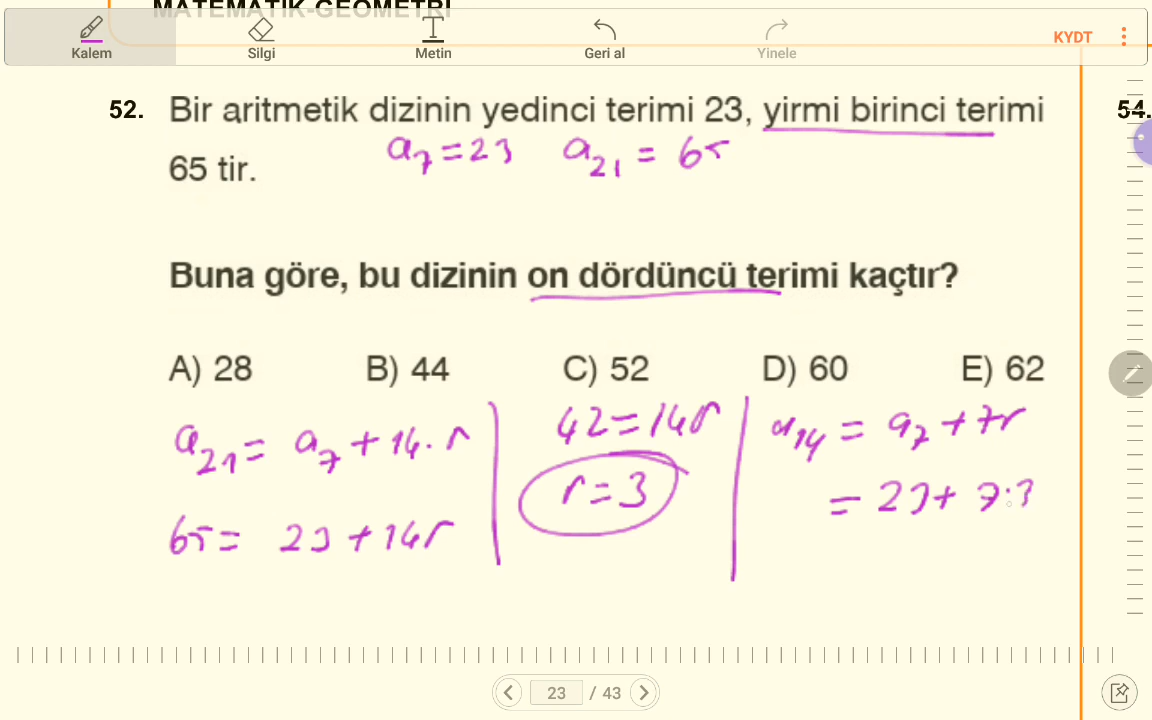 MATEMATİK-GEOMETRİ
Kalem Silgi Metin Geri al Yinele KYDT
52. Bir aritmetik dizinin yedinci terimi 23, yirmi birinci terimi 54.
a₇ = 23 a₂₁ = 65
65 tir.
Buna göre, bu dizinin on dördüncü terimi kaçtır?
A) 28 B) 44 C) 52 D) 60 E) 62
a₂₁ = a₇ + 14. r
65 = 23 + 14r
42 = 14r
r = 3
a₁₄ = a₇ + 7r
= 23 + 7.3
23 / 43